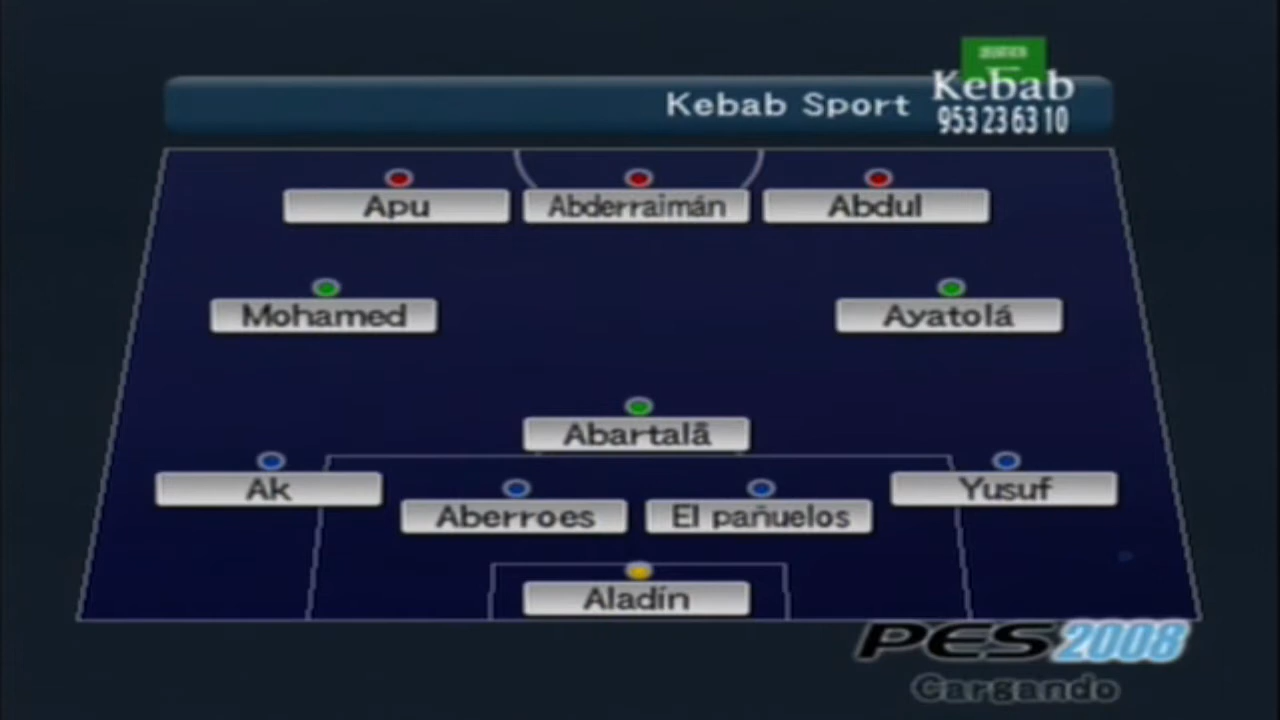 Kebab Sport
Kebab
953 23 63 10
Apu
Abderraimán
Abdul
Mohamed
Ayatolá
Abartalã
Ak
Yusuf
Aberroes
El pañuelos
Aladín
PES 2008
Cargando